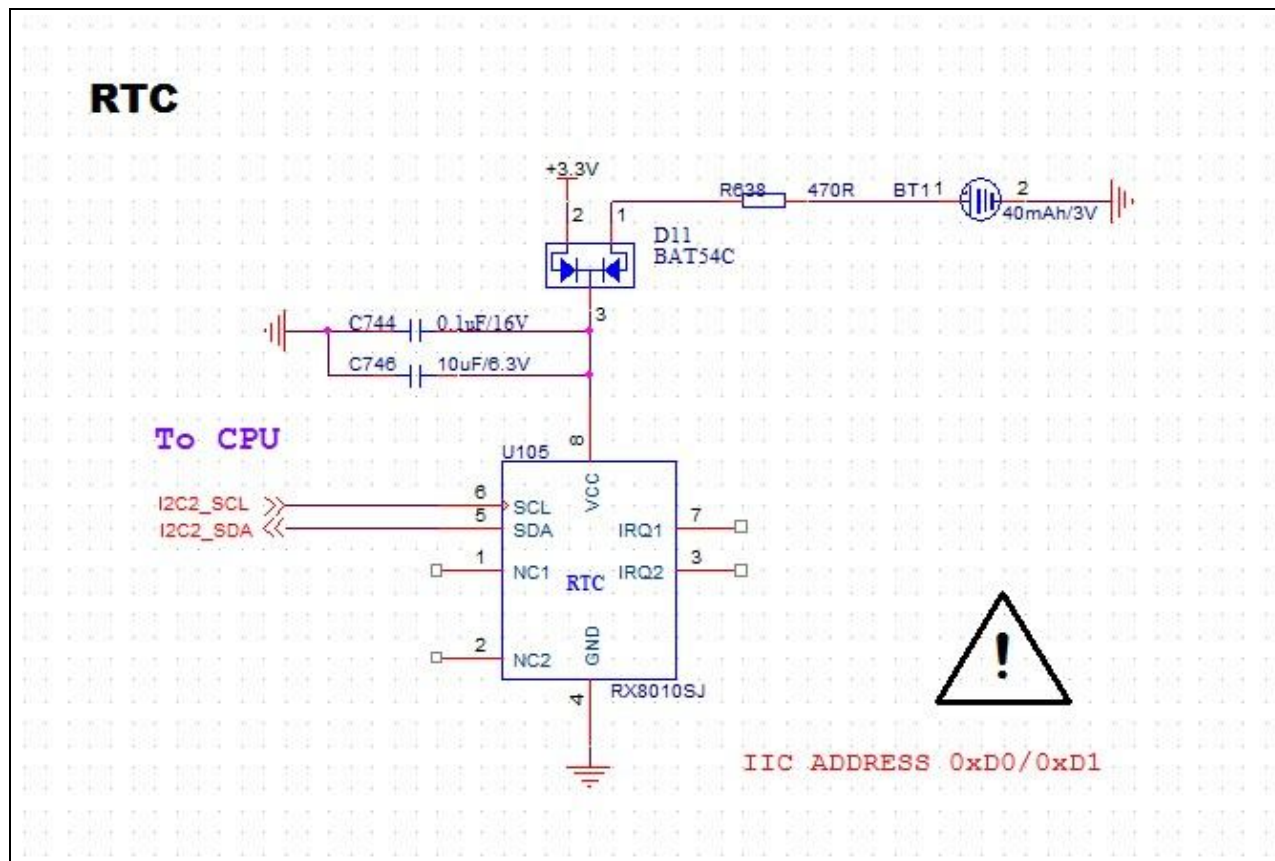 RTC
+3.3V
2
1
R638
470R
BT1
1
2
40mAh/3V
D11
BAT54C
3
C744
0.1uF/16V
C746
10uF/6.3V
To CPU
8
U105
VCC
I2C2_SCL
6
SCL
I2C2_SDA
5
SDA
IRQ1
7
1
NC1
RTC
IRQ2
3
2
NC2
GND
4
RX8010SJ
!
IIC ADDRESS 0xD0/0xD1